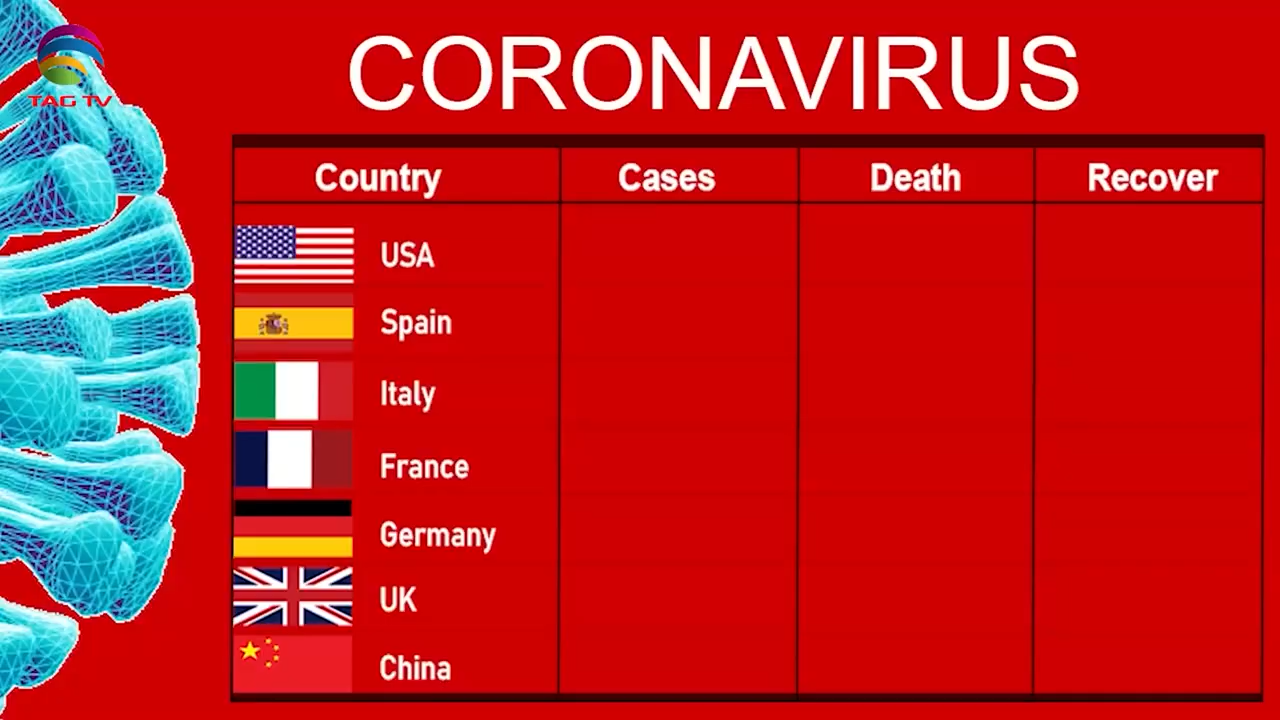 TAG TV
CORONAVIRUS
Country Cases Death Recover
USA
Spain
Italy
France
Germany
UK
China